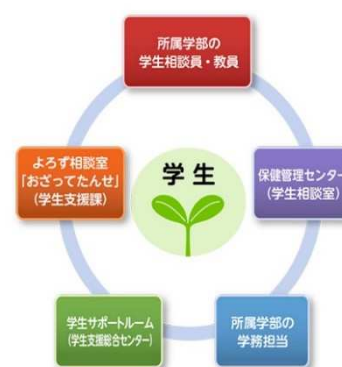 所属学部の
学生相談員・教員
よろず相談室
「おざってたんせ」
(学生支援課)
学生
保健管理センター
(学生相談室)
学生サポートルーム
(学生支援総合センター)
所属学部の
学務担当